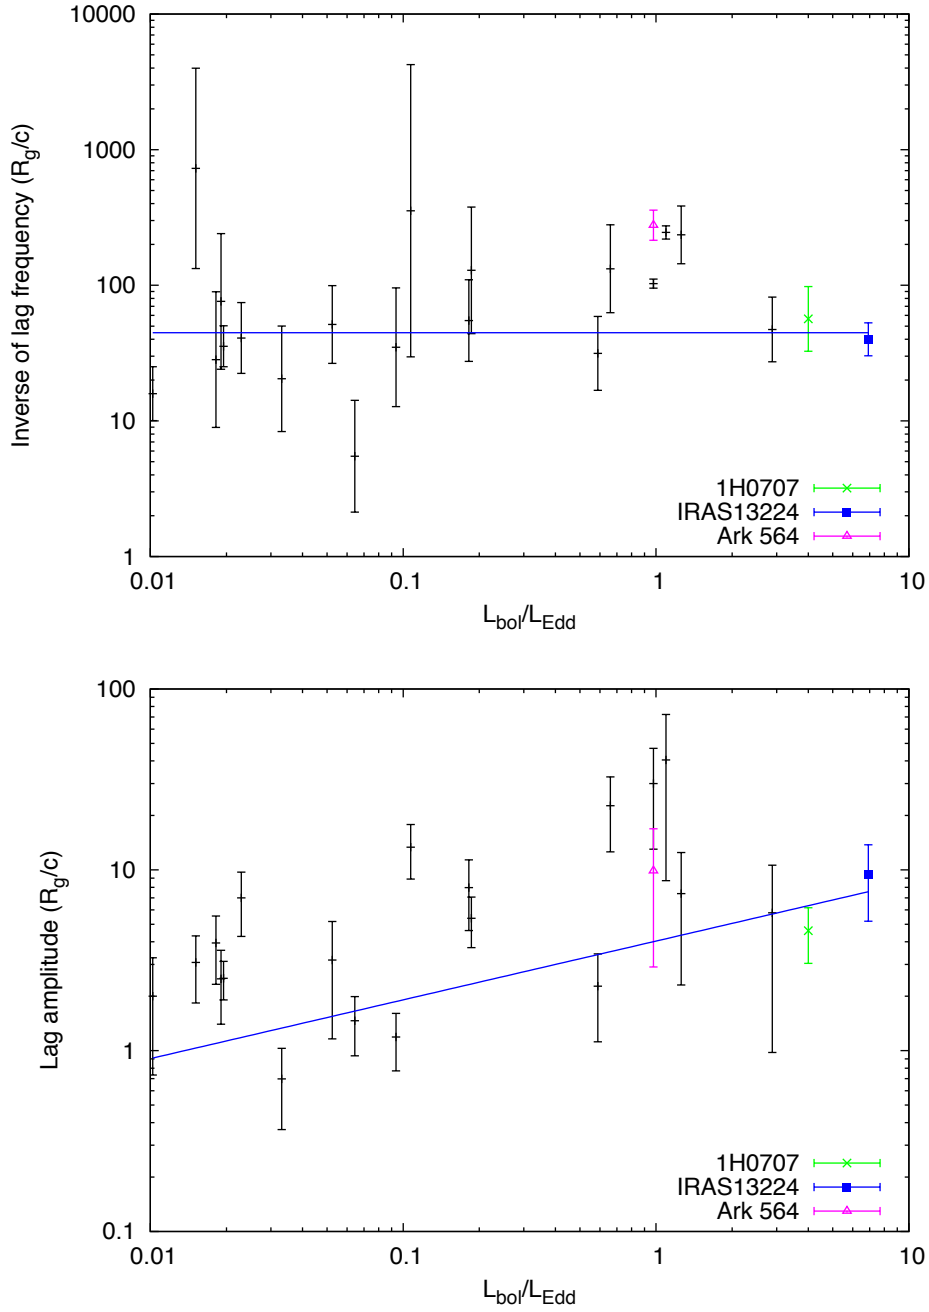 10000
1000
100
10
1
Inverse of lag frequency (Rg/c)
1H0707
IRAS13224
Ark 564
0.01 0.1 1 10
Lbol/LEdd
100
10
1
0.1
Lag amplitude (Rg/c)
1H0707
IRAS13224
Ark 564
0.01 0.1 1 10
Lbol/LEdd